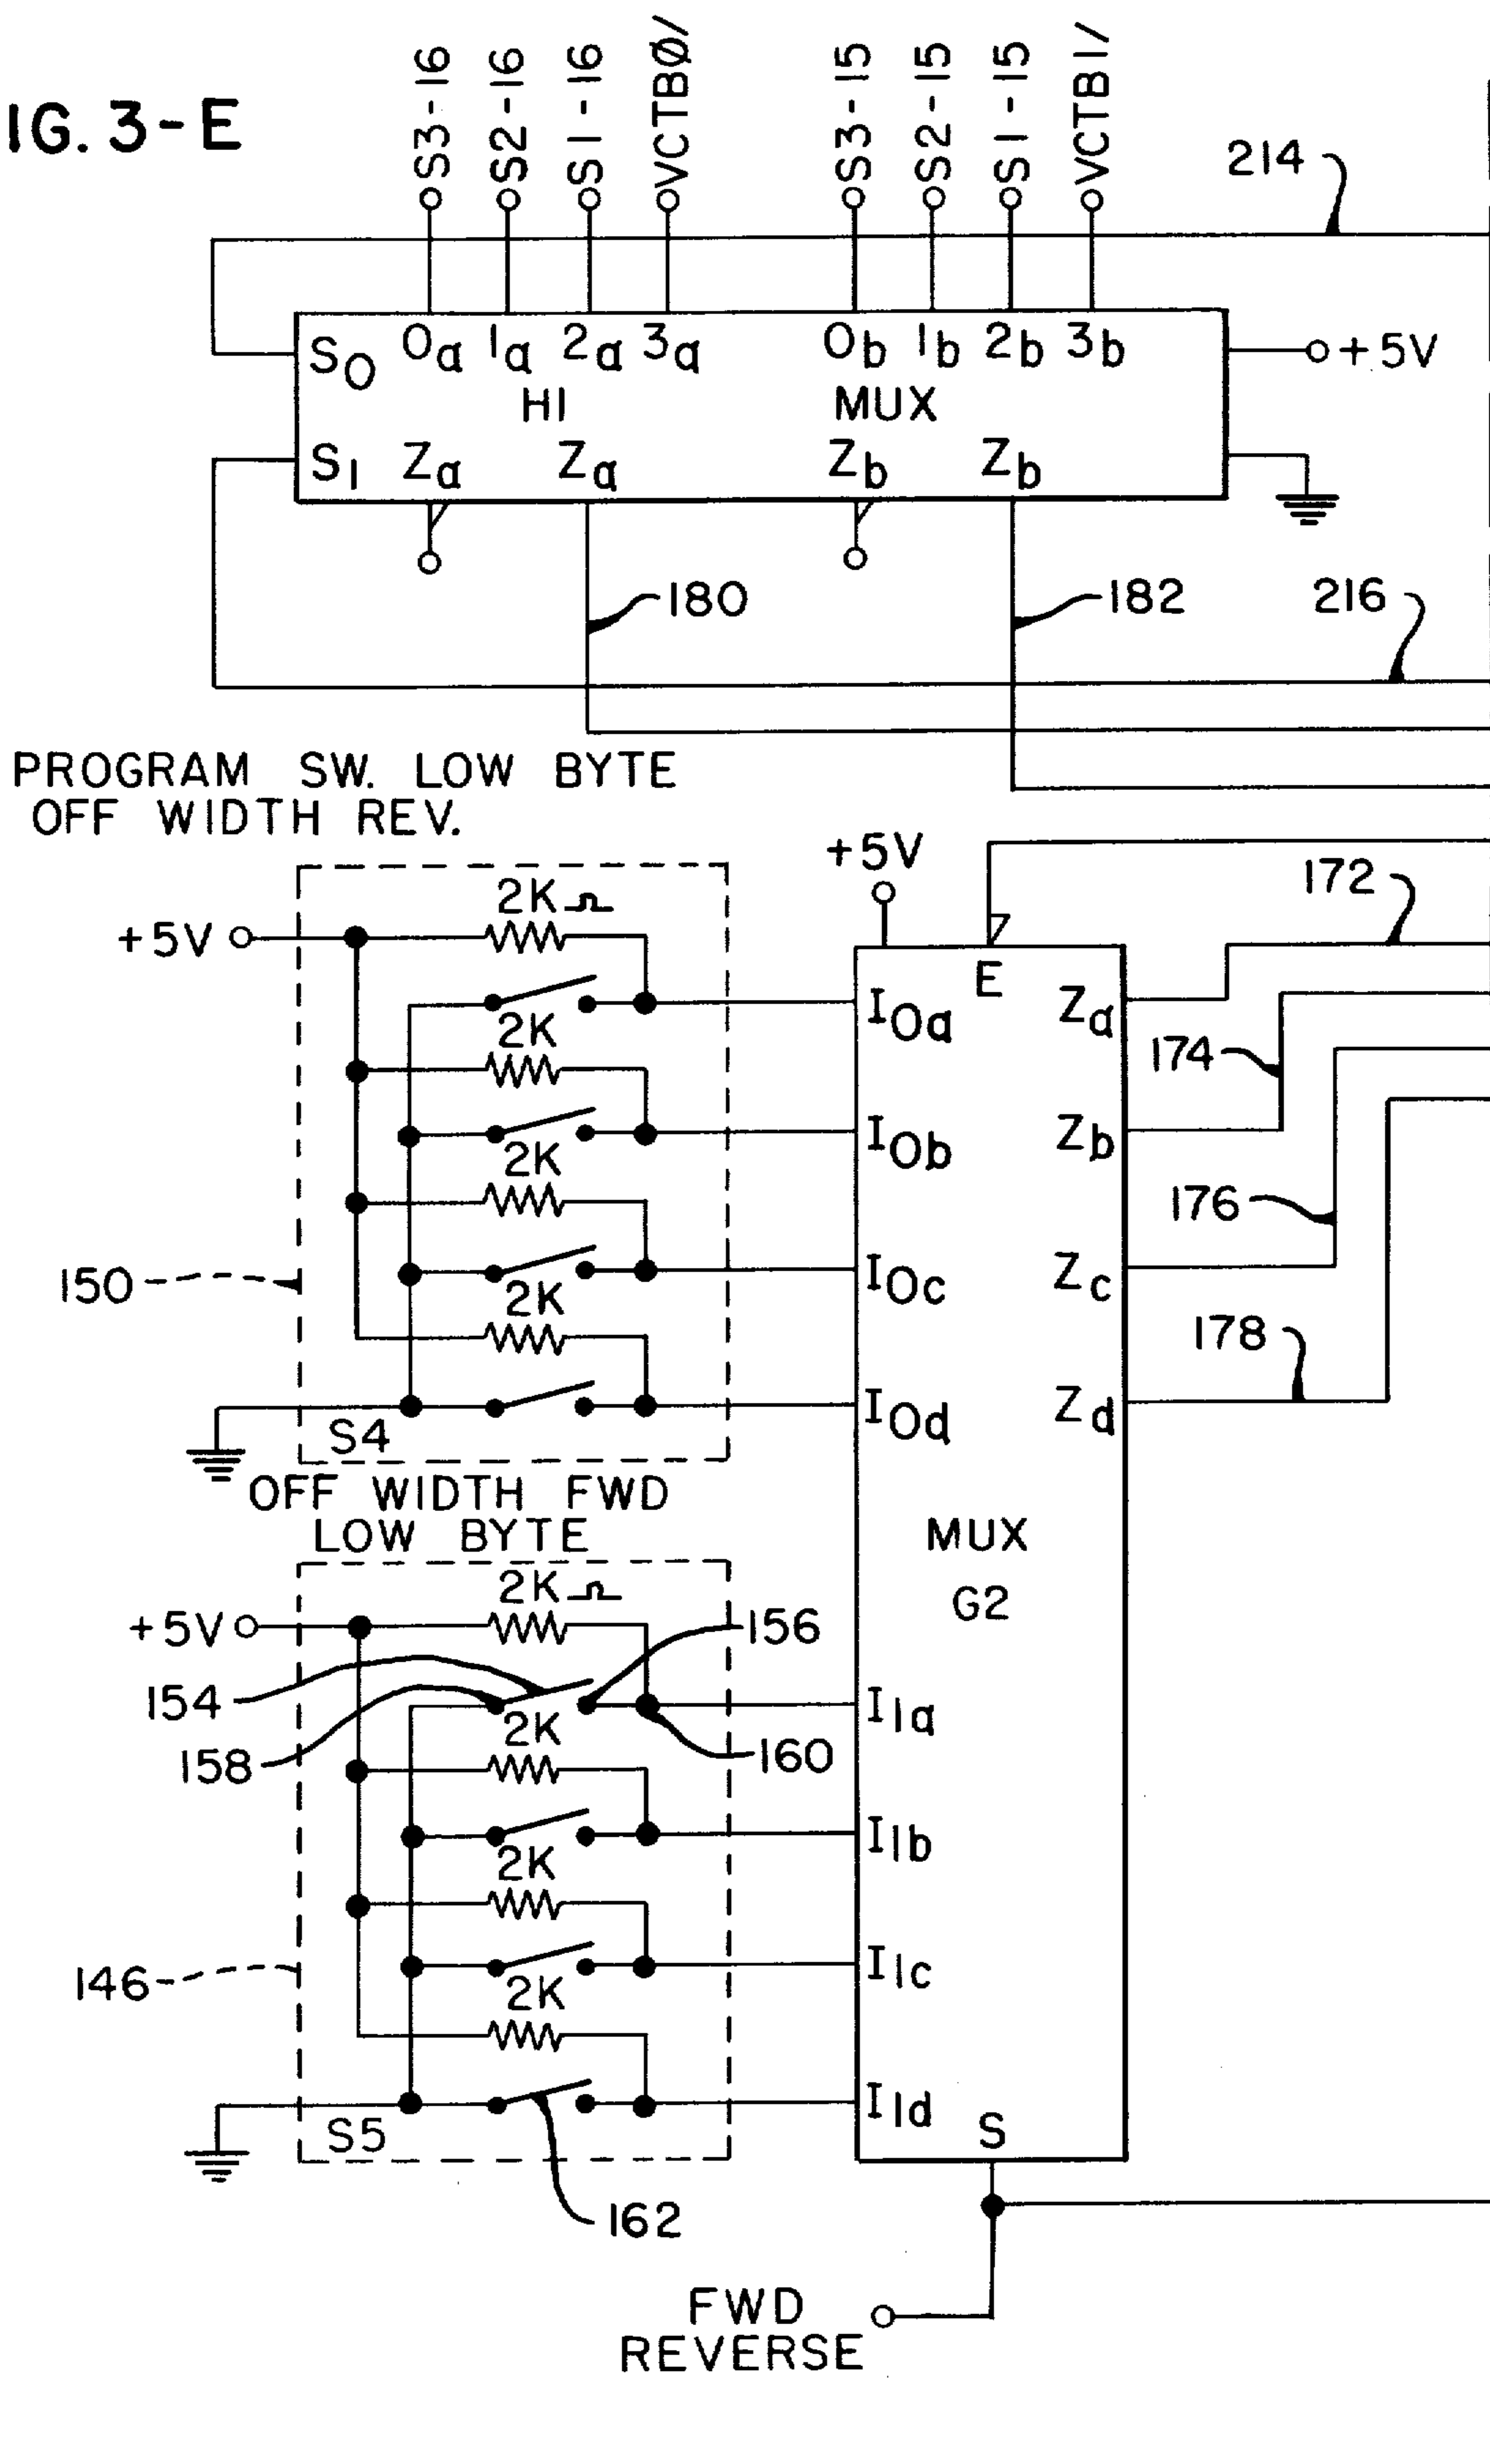 IG. 3-E
S3-16
S2-16
S1-16
VCTBØ/
S3-15
S2-15
S1-15
VCTB1/
214
S0 0a 1a 2a 3a 0b 1b 2b 3b
+5V
H1 MUX
S1 Za Za Zb Zb
180
182
216
PROGRAM SW. LOW BYTE
OFF WIDTH REV.
+5V
172
2K
+5V
E
I0a
Za
2K
174
I0b
Zb
2K
176
150
I0c
Zc
2K
178
I0d
Zd
S4
OFF WIDTH FWD
LOW BYTE
MUX
G2
2K
+5V
156
154
I1a
2K
158
160
I1b
2K
146
I1c
2K
I1d
S5
S
162
FWD
REVERSE